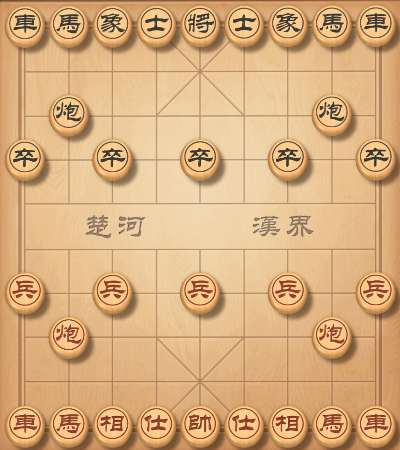 車馬象士將士象馬車
炮 炮
卒 卒 卒 卒 卒
楚河 漢界
兵 兵 兵 兵 兵
炮 炮
車馬相仕帥仕相馬車